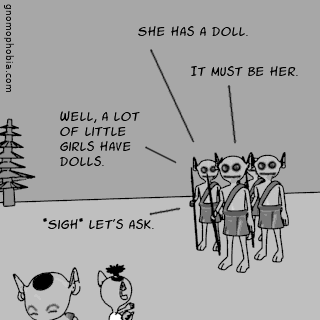 gnomophobia.com
SHE HAS A DOLL.
IT MUST BE HER.
WELL, A LOT
OF LITTLE
GIRLS HAVE
DOLLS.
*SIGH* LET'S ASK.